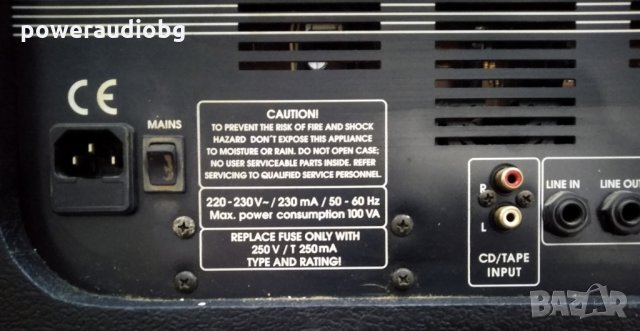 poweraudiobg
CE
MAINS
CAUTION!
TO PREVENT THE RISK OF FIRE AND SHOCK
HAZARD DON´T EXPOSE THIS APPLIANCE
TO MOISTURE OR RAIN. DO NOT OPEN CASE;
NO USER SERVICEABLE PARTS INSIDE. REFER
SERVICING TO QUALIFIED SERVICE PERSONNEL.
220-230V~/ 230 mA / 50 - 60 Hz
Max. power consumption 100 VA
REPLACE FUSE ONLY WITH
250 V / T 250mA
TYPE AND RATING!
R
L
CD/TAPE
INPUT
LINE IN
LINE OUT
BAZAR
bg